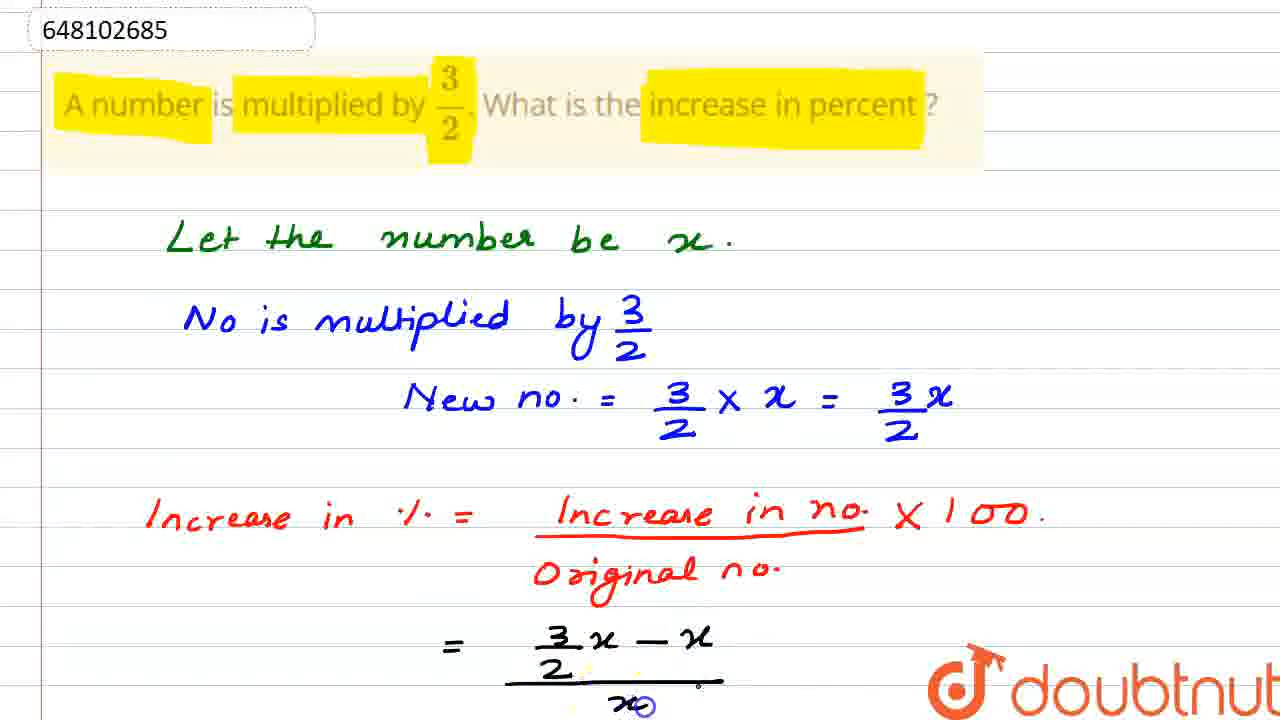 648102685
A number is multiplied by 3/2. What is the increase in percent ?
Let the number be x.
No is multiplied by 3/2
New no. = 3/2 × x = 3/2 x
Increase in % = Increase in no. × 100.
Original no.
= 3/2 x - x
x
doubtnut